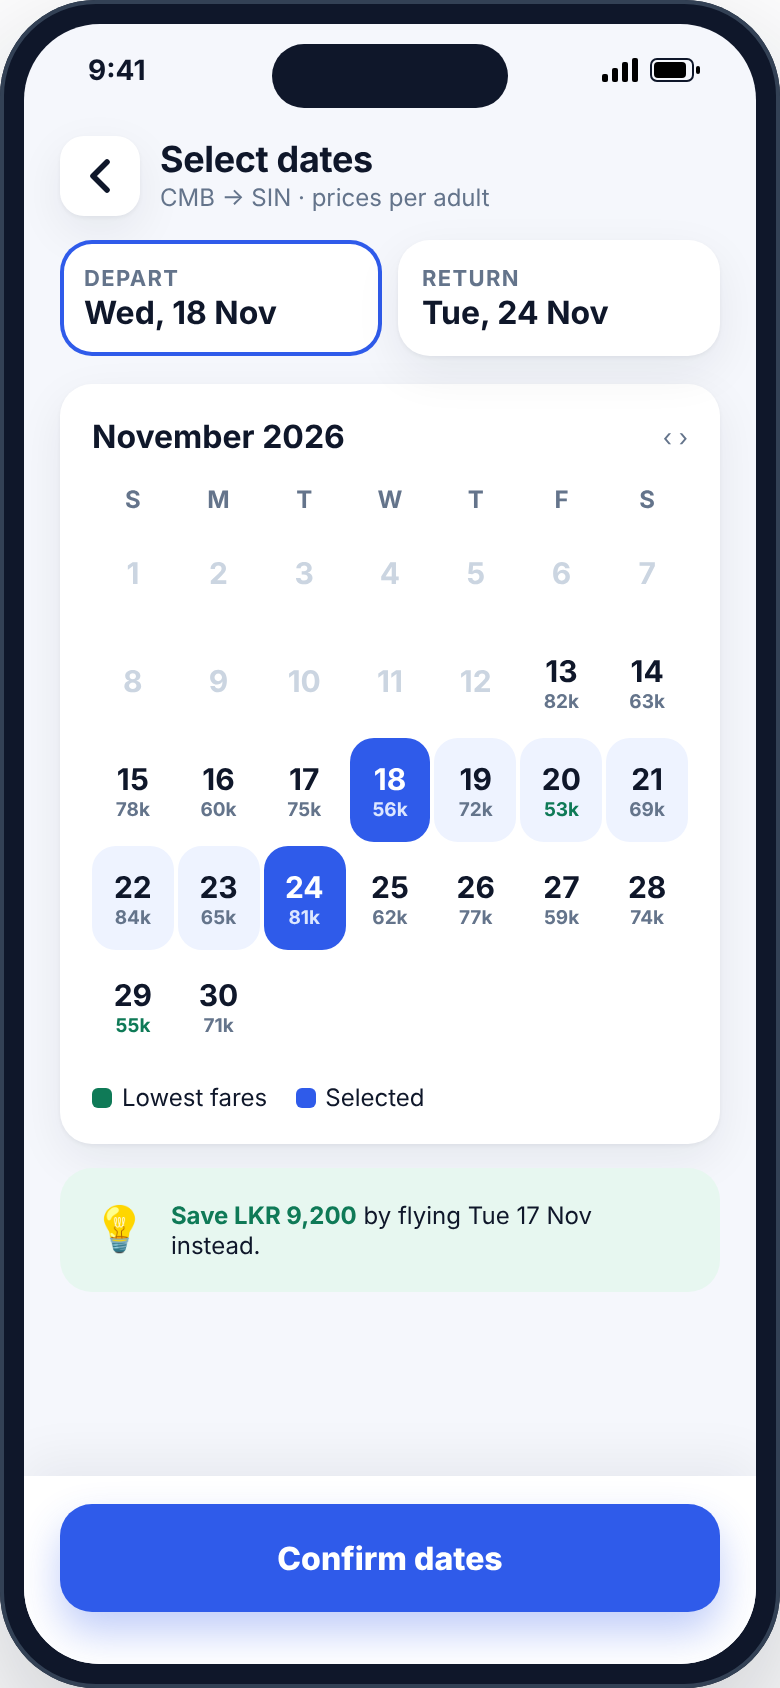 9:41
Select dates
CMB → SIN · prices per adult
DEPART
Wed, 18 Nov
RETURN
Tue, 24 Nov
November 2026
‹ ›
S M T W T F S
1 2 3 4 5 6 7
8 9 10 11 12 13 14
82k 63k
15 16 17 18 19 20 21
78k 60k 75k 56k 72k 53k 69k
22 23 24 25 26 27 28
84k 65k 81k 62k 77k 59k 74k
29 30
55k 71k
Lowest fares Selected
Save LKR 9,200 by flying Tue 17 Nov
instead.
Confirm dates